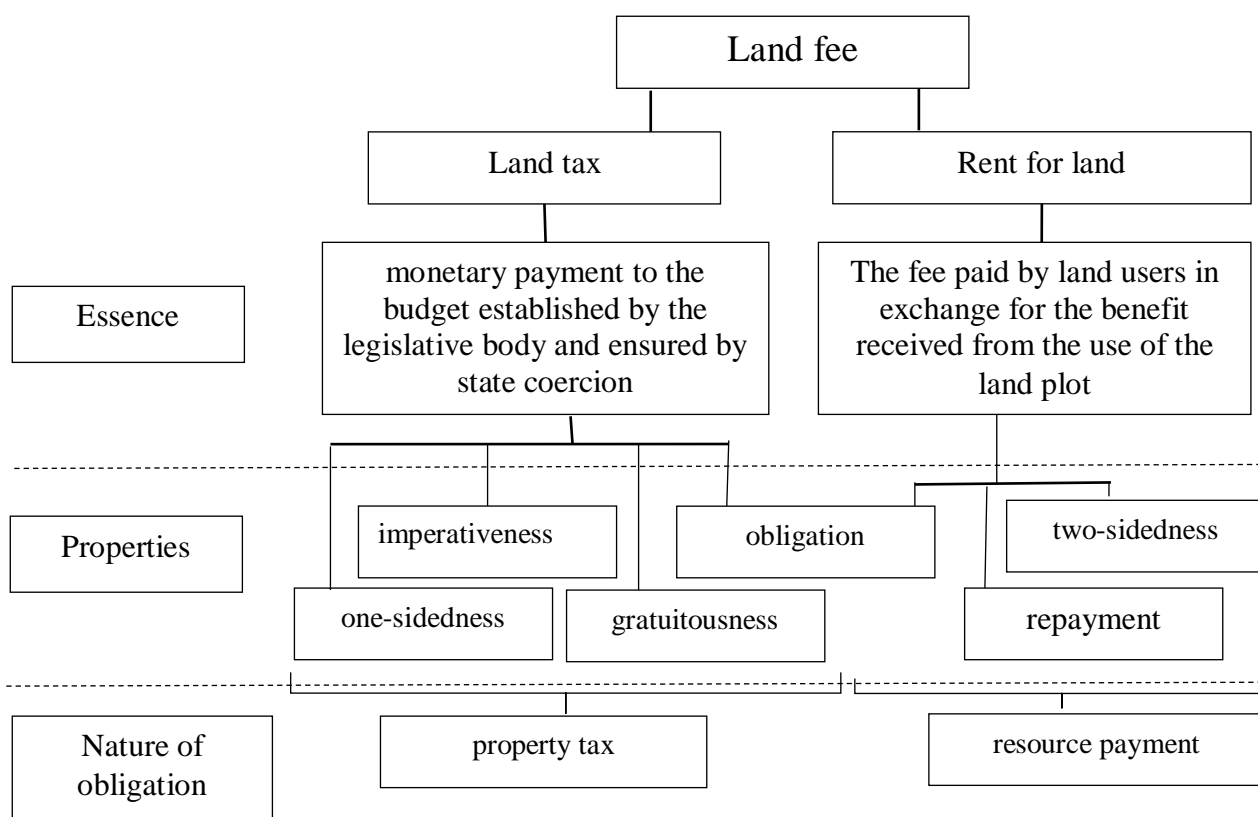 Land fee
Land tax
Rent for land
Essence
monetary payment to the
budget established by the
legislative body and ensured by
state coercion
The fee paid by land users in
exchange for the benefit
received from the use of the
land plot
Properties
imperativeness
obligation
two-sidedness
one-sidedness
gratuitousness
repayment
Nature of
obligation
property tax
resource payment